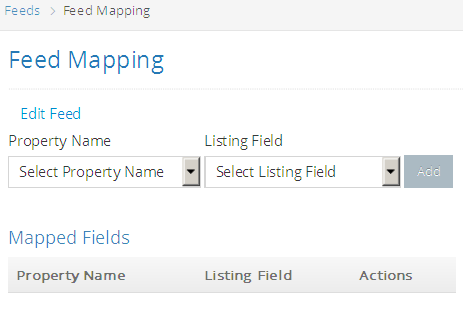 Feeds > Feed Mapping
Feed Mapping
Edit Feed
Property Name Listing Field
Select Property Name Select Listing Field Add
Mapped Fields
Property Name Listing Field Actions